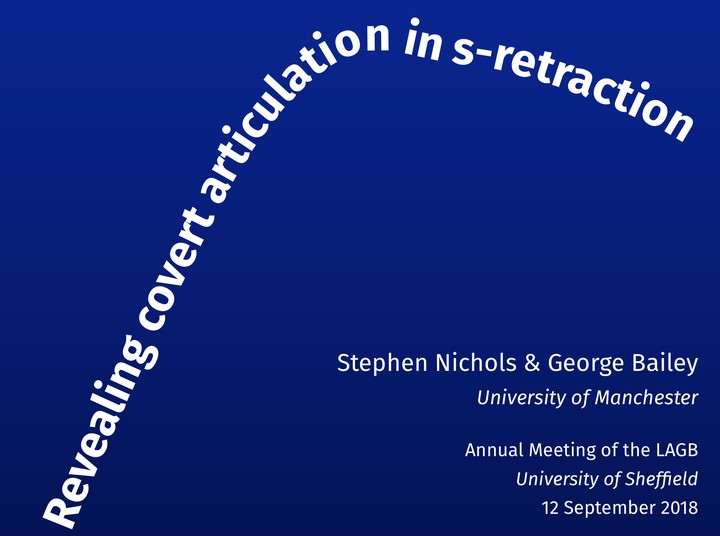 Revealing covert articulation in s-retraction
Stephen Nichols & George Bailey
University of Manchester
Annual Meeting of the LAGB
University of Sheffield
12 September 2018